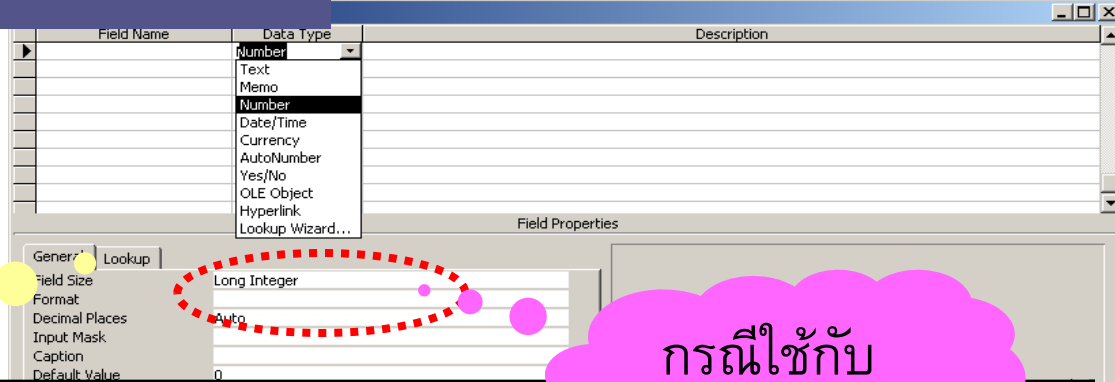 Field Name Data Type Description
Number
Text
Memo
Number
Date/Time
Currency
AutoNumber
Yes/No
OLE Object
Hyperlink
Lookup Wizard...
Field Properties
General Lookup
Field Size Long Integer
Format
Decimal Places Auto
Input Mask
Caption
Default Value 0
กรณีใช้กับ